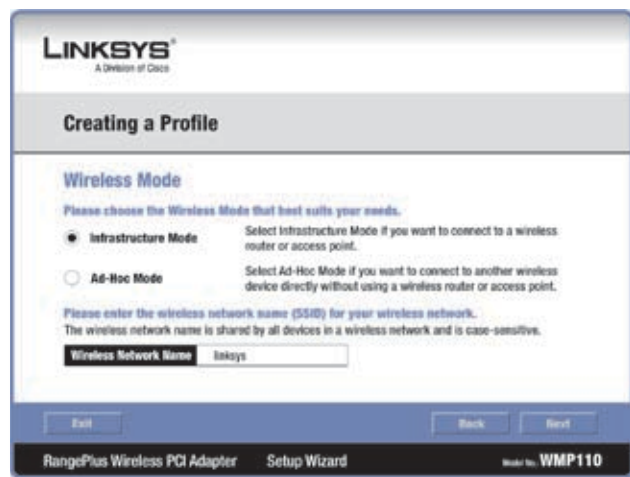 LINKSYS®
A Division of Cisco
Creating a Profile
Wireless Mode
Please choose the Wireless Mode that best suits your needs.
Infrastructure Mode
Select Infrastructure Mode if you want to connect to a wireless
router or access point.
Ad-Hoc Mode
Select Ad-Hoc Mode if you want to connect to another wireless
device directly without using a wireless router or access point.
Please enter the wireless network name (SSID) for your wireless network.
The wireless network name is shared by all devices in a wireless network and is case-sensitive.
Wireless Network Name linksys
Exit Back Next
RangePlus Wireless PCI Adapter Setup Wizard Model No. WMP110